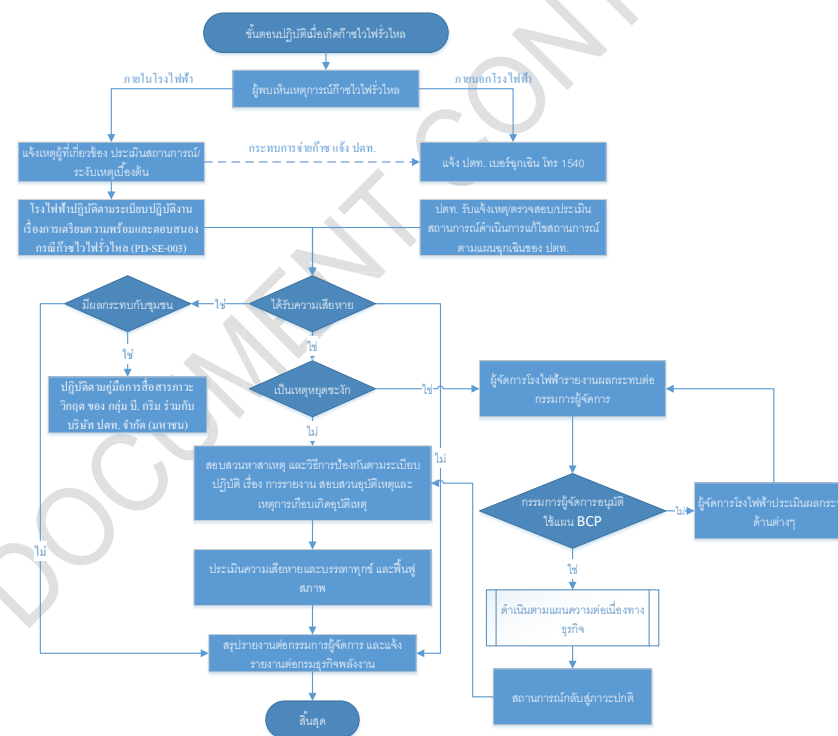 ขั้นตอนปฏิบัติเมื่อเกิดก๊าซไวไฟรั่วไหล
ภายในโรงไฟฟ้า
ผู้พบเห็นเหตุการณ์ก๊าซไวไฟรั่วไหล
ภายนอกโรงไฟฟ้า
แจ้งเหตุผู้ที่เกี่ยวข้อง ประเมินสถานการณ์/
ระงับเหตุเบื้องต้น
กระทบการจ่ายก๊าซ แจ้ง ปตท.
แจ้ง ปตท. เบอร์ฉุกเฉิน โทร 1540
โรงไฟฟ้าปฏิบัติตามระเบียบปฏิบัติงาน
เรื่องการเตรียมความพร้อมและตอบสนอง
กรณีก๊าซไวไฟรั่วไหล (PD-SE-003)
ปตท. รับแจ้งเหตุ/ตรวจสอบ/ประเมิน
สถานการณ์ดำเนินการแก้ไขสถานการณ์
ตามแผนฉุกเฉินของ ปตท.
มีผลกระทบกับชุมชน
ใช่
ได้รับความเสียหาย
ใช่
ใช่
ปฏิบัติตามคู่มือการสื่อสารภาวะ
วิกฤต ของ กลุ่ม บี. กริม ร่วมกับ
บริษัท ปตท. จำกัด (มหาชน)
เป็นเหตุหยุดชะงัก
ใช่
ผู้จัดการโรงไฟฟ้ารายงานผลกระทบต่อ
กรรมการผู้จัดการ
ไม่
สอบสวนหาสาเหตุ และวิธีการป้องกันตามระเบียบ
ปฏิบัติ เรื่อง การรายงาน สอบสวนอุบัติเหตุและ
เหตุการเกือบเกิดอุบัติเหตุ
ไม่
กรรมการผู้จัดการอนุมัติ
ใช้แผน BCP
ไม่
ผู้จัดการโรงไฟฟ้าประเมินผลกระท
ด้านต่างๆ
ไม่
ประเมินความเสียหายและบรรเทาทุกข์ และฟื้นฟู
สภาพ
ใช่
ดำเนินตามแผนความต่อเนื่องทาง
ธุรกิจ
สรุปรายงานต่อกรรมการผู้จัดการ และแจ้ง
รายงานต่อกรมธุรกิจพลังงาน
สถานการณ์กลับสู่ภาวะปกติ
สิ้นสุด
DOCUMENT CONT